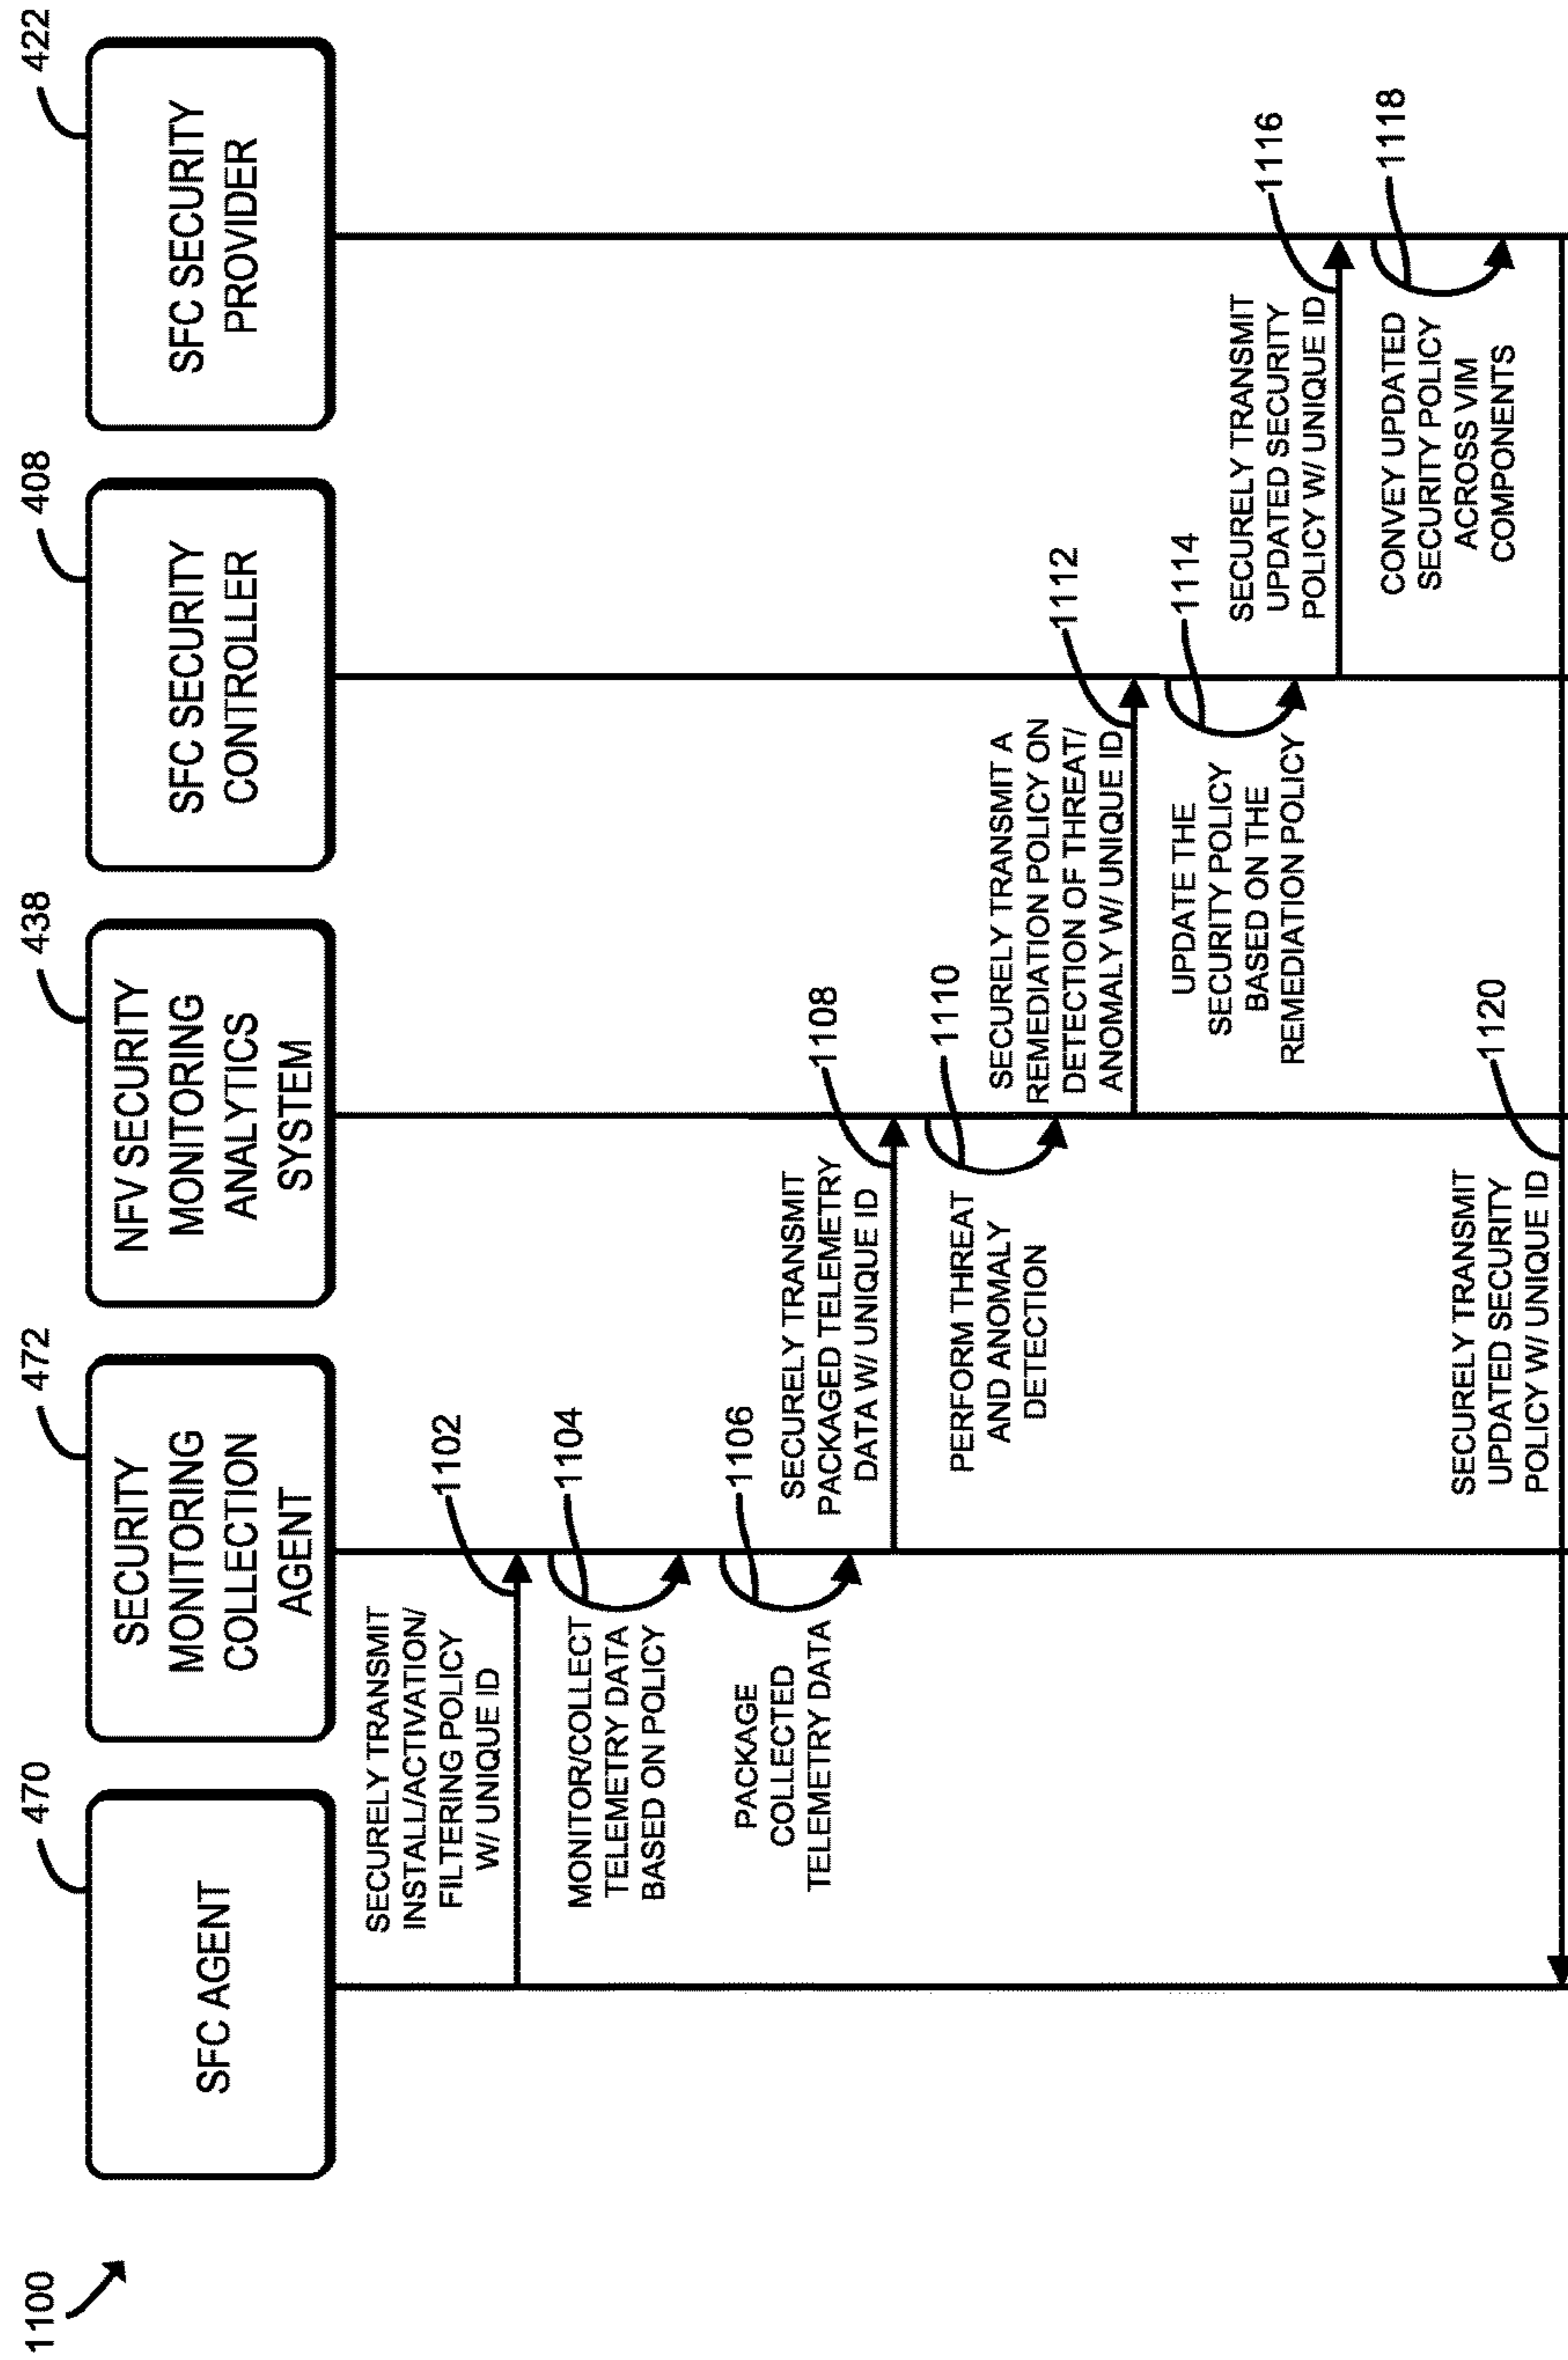 1100
470
SFC AGENT
472
SECURITY
MONITORING
COLLECTION
AGENT
438
NFV SECURITY
MONITORING
ANALYTICS
SYSTEM
408
SFC SECURITY
CONTROLLER
422
SFC SECURITY
PROVIDER
SECURELY TRANSMIT
INSTALL/ACTIVATION/
FILTERING POLICY
W/ UNIQUE ID
1102
MONITOR/COLLECT
TELEMETRY DATA
BASED ON POLICY
1104
PACKAGE
COLLECTED
TELEMETRY DATA
1106
SECURELY TRANSMIT
PACKAGED TELEMETRY
DATA W/ UNIQUE ID
1108
PERFORM THREAT
AND ANOMALY
DETECTION
1110
SECURELY TRANSMIT A
REMEDIATION POLICY ON
DETECTION OF THREAT/
ANOMALY W/ UNIQUE ID
1112
UPDATE THE
SECURITY POLICY
BASED ON THE
REMEDIATION POLICY
1114
SECURELY TRANSMIT
UPDATED SECURITY
POLICY W/ UNIQUE ID
1116
CONVEY UPDATED
SECURITY POLICY
ACROSS VIM
COMPONENTS
1118
SECURELY TRANSMIT
UPDATED SECURITY
POLICY W/ UNIQUE ID
1120